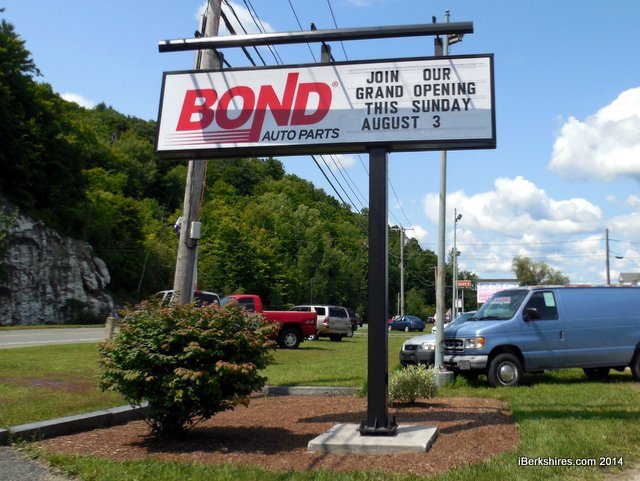 BOND®
AUTO PARTS
JOIN OUR
GRAND OPENING
THIS SUNDAY
AUGUST 3
iBerkshires.com 2014